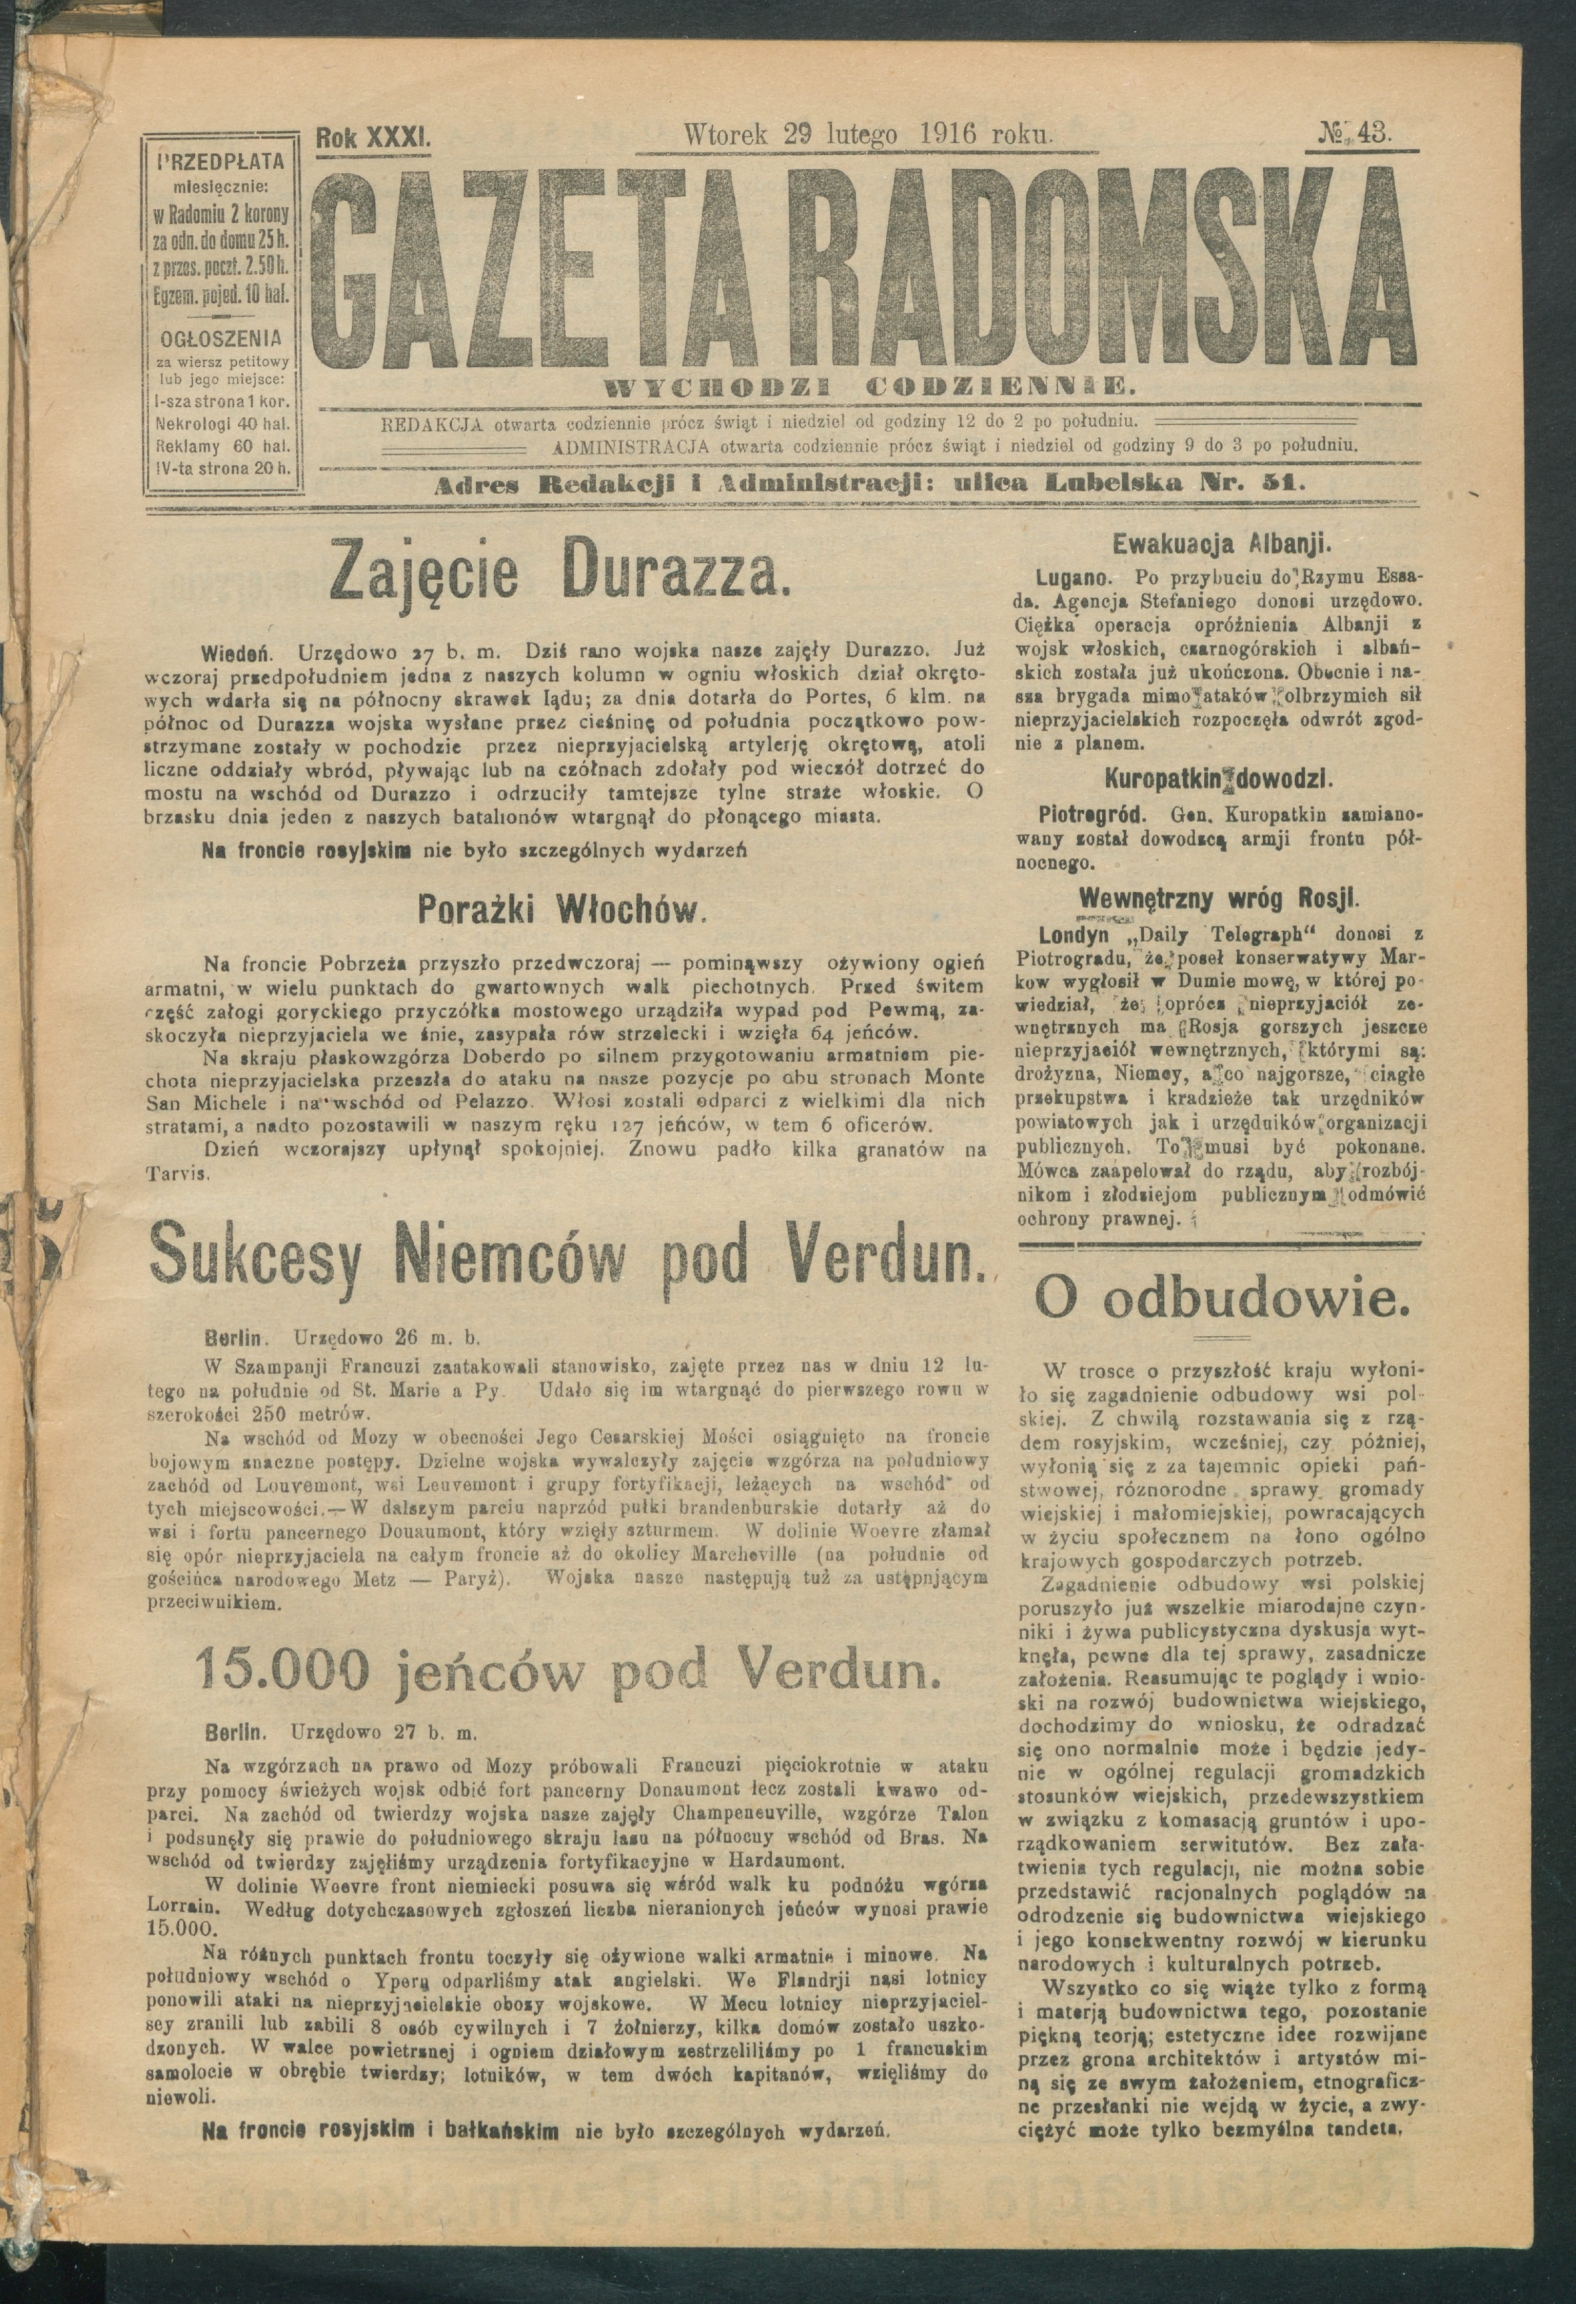 Rok XXXI.
Wtorek 29 lutego 1916 roku.
№ 43.
PRZEDPŁATA
miesięcznie:
w Radomiu 2 korony
za odn. do domu 25 h.
z przes. poczt. 2.50 h.
Egzem. pojed. 10 hal.
OGŁOSZENIA
za wiersz petitowy
lub jego miejsce:
I-sza strona 1 kor.
Nekrologi 40 hal.
Reklamy 60 hal.
IV-ta strona 20 h.
GAZETA RADOMSKA
WYCHODZI CODZIENNIE.
REDAKCJA otwarta codziennie prócz świąt i niedziel od godziny 12 do 2 po południu.
ADMINISTRACJA otwarta codziennie prócz świąt i niedziel od godziny 9 do 3 po południu.
Adres Redakcji i Administracji: ulica Lubelska Nr. 51.
Zajęcie Durazza.
Wiedeń. Urzędowo 27 b. m. Dziś rano wojska nasze zajęły Durazzo. Już
wczoraj przedpołudniem jedna z naszych kolumn w ogniu włoskich dział okręto-
wych wdarła się na północny skrawek lądu; za dnia dotarła do Portes, 6 klm. na
północ od Durazza wojska wysłane przez cieśninę od południa początkowo pow-
strzymane zostały w pochodzie przez nieprzyjacielską artylerję okrętową, atoli
liczne oddziały wbród, pływając lub na czółnach zdołały pod wieczół dotrzeć do
mostu na wschód od Durazzo i odrzuciły tamtejsze tylne straże włoskie. O
brzasku dnia jeden z naszych batalionów wtargnął do płonącego miasta.
Na froncie rosyjskim nie było szczególnych wydarzeń
Porażki Włochów.
Na froncie Pobrzeża przyszło przedwczoraj — pominąwszy ożywiony ogień
armatni, w wielu punktach do gwartownych walk piechotnych. Przed świtem
część załogi goryckiego przyczółka mostowego urządziła wypad pod Pewmą, za-
skoczyła nieprzyjaciela we śnie, zasypała rów strzelecki i wzięła 64 jeńców.
Na skraju płaskowzgórza Doberdo po silnem przygotowaniu armatniem pie-
chota nieprzyjacielska przeszła do ataku na nasze pozycje po obu stronach Monte
San Michele i na wschód od Pelazzo. Włosi zostali odparci z wielkimi dla nich
stratami, a nadto pozostawili w naszym ręku 127 jeńców, w tem 6 oficerów.
Dzień wczorajszy upłynął spokojniej. Znowu padło kilka granatów na
Tarvis.
Sukcesy Niemców pod Verdun.
Berlin. Urzędowo 26 m. b.
W Szampanji Francuzi zaatakowali stanowisko, zajęte przez nas w dniu 12 lu-
tego na południe od St. Marie a Py. Udało się im wtargnąć do pierwszego rowu w
szerokości 250 metrów.
Na wschód od Mozy w obecności Jego Cesarskiej Mości osiągnięto na froncie
bojowym znaczne postępy. Dzielne wojska wywalczyły zajęcie wzgórza na południowy
zachód od Louvemont, wsi Leuvemont i grupy fortyfikacji, leżących na wschód od
tych miejscowości.—W dalszym parciu naprzód pułki brandenburskie dotarły aż do
wsi i fortu pancernego Douaumont, który wzięły szturmem. W dolinie Woevre złamał
się opór nieprzyjaciela na całym froncie aż do okolicy Marcheville (na południe od
gościńca narodowego Metz — Paryż). Wojska nasze następują tuż za ustępnjącym
przeciwnikiem.
15.000 jeńców pod Verdun.
Berlin. Urzędowo 27 b. m.
Na wzgórzach na prawo od Mozy próbowali Francuzi pięciokrotnie w ataku
przy pomocy świeżych wojsk odbić fort pancerny Donaumont lecz zostali kwawo od-
parci. Na zachód od twierdzy wojska nasze zajęły Champeneuville, wzgórze Talon
i podsunęły się prawie do południowego skraju lasu na północny wschód od Bras. Na
wschód od twierdzy zajęliśmy urządzenia fortyfikacyjne w Hardaumont.
W dolinie Woevre front niemiecki posuwa się wśród walk ku podnóżu wgórza
Lorrain. Według dotychczasowych zgłoszeń liczba nieranionych jeńców wynosi prawie
15.000.
Na różnych punktach frontu toczyły się ożywione walki armatnie i minowe. Na
południowy wschód o Yperu odparliśmy atak angielski. We Flandrji nasi lotnicy
ponowili ataki na nieprzyjacielskie obozy wojskowe. W Mecu lotnicy nieprzyjaciel-
scy zranili lub zabili 8 osób cywilnych i 7 żołnierzy, kilka domów zostało uszko-
dzonych. W walce powietrznej i ogniem działowym zestrzeliliśmy po 1 francuskim
samolocie w obrębie twierdzy; lotników, w tem dwóch kapitanów, wzięliśmy do
niewoli.
Na froncie rosyjskim i bałkańskim nie było szczególnych wydarzeń.
Ewakuacja Albanji.
Lugano. Po przybuciu do Rzymu Essa-
da. Agencja Stefaniego donosi urzędowo.
Ciężka operacja opróżnienia Albanji z
wojsk włoskich, czarnogórskich i albań-
skich została już ukończona. Obecnie i na-
sza brygada mimo ataków olbrzymich sił
nieprzyjacielskich rozpoczęła odwrót zgod-
nie z planem.
Kuropatkin dowodzi.
Piotrogród. Gen. Kuropatkin zamiano-
wany został dowodzcą armji frontu pół-
nocnego.
Wewnętrzny wróg Rosji.
Londyn „Daily Telegraph“ donosi z
Piotrogradu, że poseł konserwatywy Mar-
kow wygłosił w Dumie mowę, w której po-
wiedział, że oprócz nieprzyjaciół ze-
wnętrznych ma Rosja gorszych jeszcze
nieprzyjaciół wewnętrznych, którymi są:
drożyzna, Niemcy, a co najgorsze, ciagłe
przekupstwa i kradzieże tak urzędników
powiatowych jak i urzędników organizacji
publicznych. To musi być pokonane.
Mówca zaapelował do rządu, aby rozbój-
nikom i złodziejom publicznym odmówić
ochrony prawnej.
O odbudowie.
W trosce o przyszłość kraju wyłoni-
ło się zagadnienie odbudowy wsi pol-
skiej. Z chwilą rozstawania się z rzą-
dem rosyjskim, wcześniej, czy później,
wyłonią się z za tajemnic opieki pań-
stwowej, róznorodne sprawy gromady
wiejskiej i małomiejskiej, powracających
w życiu społecznem na łono ogólno
krajowych gospodarczych potrzeb.
Zagadnienie odbudowy wsi polskiej
poruszyło już wszelkie miarodajne czyn-
niki i żywa publicystyczna dyskusja wyt-
knęła, pewne dla tej sprawy, zasadnicze
założenia. Reasumując te poglądy i wnio-
ski na rozwój budownictwa wiejskiego,
dochodzimy do wniosku, że odradzać
się ono normalnie może i będzie jedy-
nie w ogólnej regulacji gromadzkich
stosunków wiejskich, przedewszystkiem
w związku z komasacją gruntów i upo-
rządkowaniem serwitutów. Bez zała-
twienia tych regulacji, nie można sobie
przedstawić racjonalnych poglądów na
odrodzenie się budownictwa wiejskiego
i jego konsekwentny rozwój w kierunku
narodowych i kulturalnych potrzeb.
Wszystko co się wiąże tylko z formą
i materją budownictwa tego, pozostanie
piękną teorją; estetyczne idee rozwijane
przez grona architektów i artystów mi-
ną się ze swym założeniem, etnograficz-
ne przesłanki nie wejdą w życie, a zwy-
ciężyć może tylko bezmyślna tandeta.